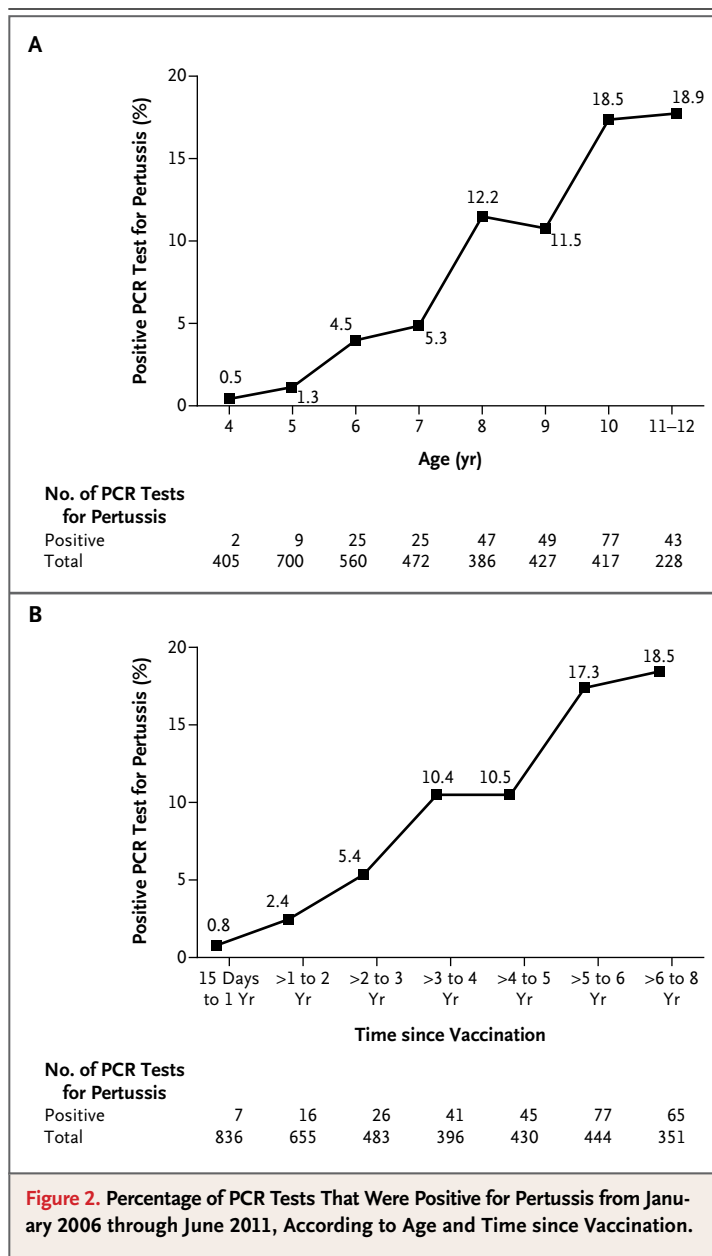 A
Positive PCR Test for Pertussis (%)
20
15
10
5
0
0.5
1.3
4.5
5.3
12.2
11.5
18.5
18.9
4 5 6 7 8 9 10 11–12
Age (yr)
No. of PCR Tests
for Pertussis
Positive 2 9 25 25 47 49 77 43
Total 405 700 560 472 386 427 417 228
B
Positive PCR Test for Pertussis (%)
20
15
10
5
0
0.8
2.4
5.4
10.4
10.5
17.3
18.5
15 Days >1 to 2 >2 to 3 >3 to 4 >4 to 5 >5 to 6 >6 to 8
to 1 Yr Yr Yr Yr Yr Yr Yr
Time since Vaccination
No. of PCR Tests
for Pertussis
Positive 7 16 26 41 45 77 65
Total 836 655 483 396 430 444 351
Figure 2. Percentage of PCR Tests That Were Positive for Pertussis from Janu-
ary 2006 through June 2011, According to Age and Time since Vaccination.